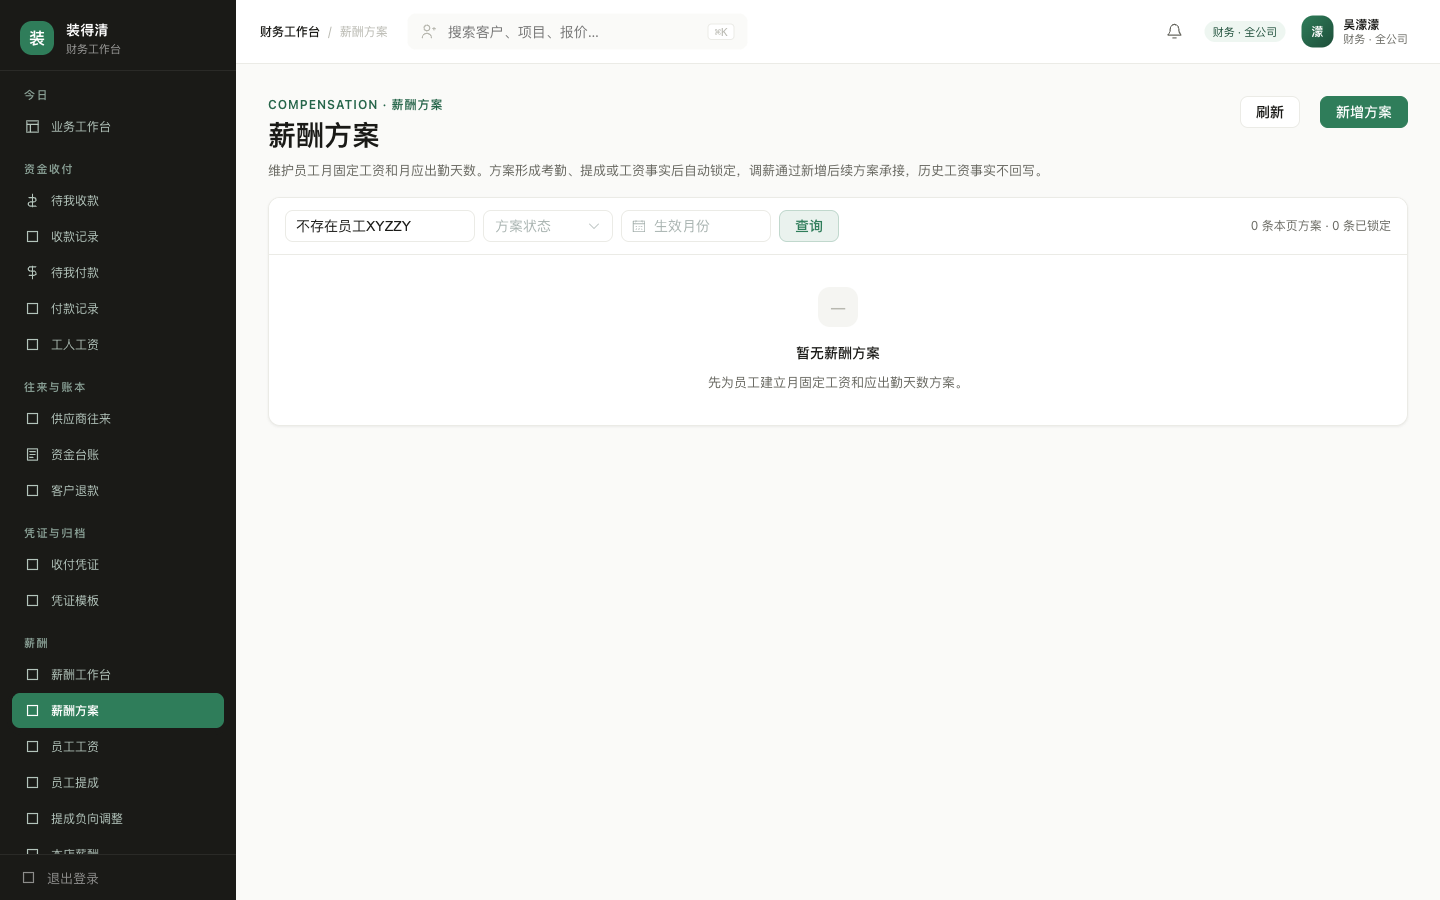 装
装得清
财务工作台
今日
业务工作台
资金收付
待我收款
收款记录
待我付款
付款记录
工人工资
往来与账本
供应商往来
资金台账
客户退款
凭证与归档
收付凭证
凭证模板
薪酬
薪酬工作台
薪酬方案
员工工资
员工提成
提成负向调整
本店薪酬
退出登录
财务工作台 / 薪酬方案
搜索客户、项目、报价...
⌘K
财务 · 全公司
濛
吴濛濛
财务 · 全公司
COMPENSATION · 薪酬方案
薪酬方案
维护员工月固定工资和月应出勤天数。方案形成考勤、提成或工资事实后自动锁定，调薪通过新增后续方案承接，历史工资事实不回写。
刷新
新增方案
不存在员工XYZZY
方案状态
生效月份
查询
0 条本页方案 · 0 条已锁定
暂无薪酬方案
先为员工建立月固定工资和应出勤天数方案。